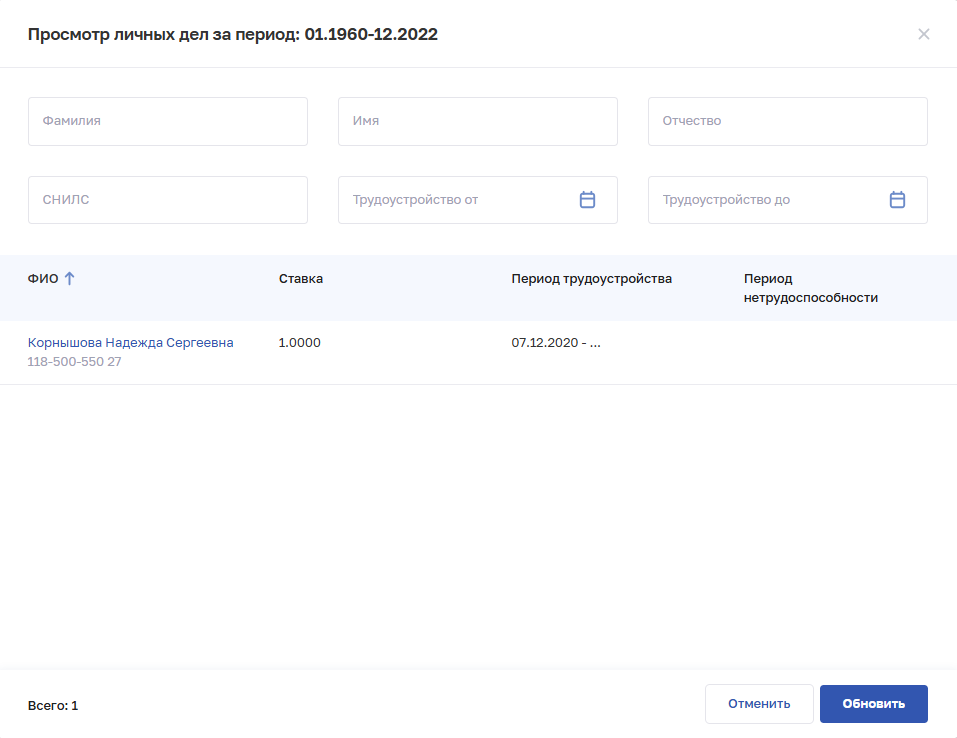 Просмотр личных дел за период: 01.1960-12.2022
Фамилия
Имя
Отчество
СНИЛС
Трудоустройство от
Трудоустройство до
ФИО
Ставка
Период трудоустройства
Период
нетрудоспособности
Корнышова Надежда Сергеевна
1.0000
07.12.2020 - ...
118-500-550 27
Всего: 1
Отменить
Обновить